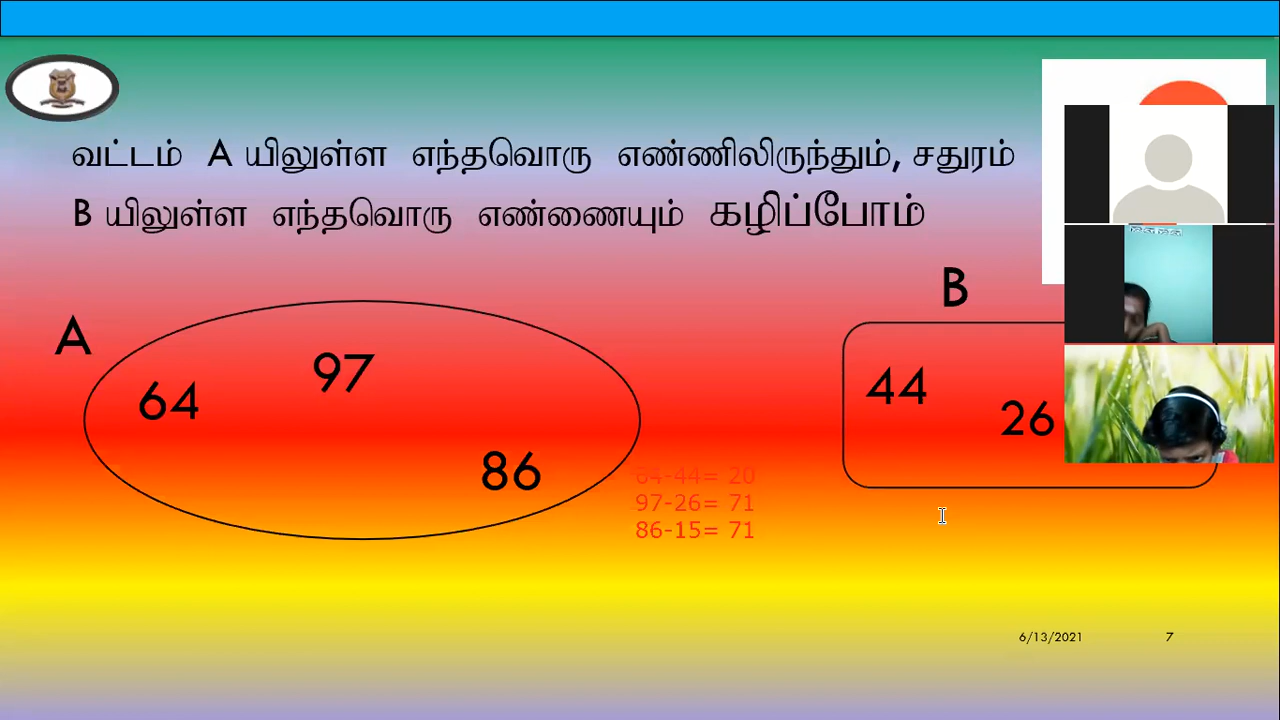 வட்டம் A யிலுள்ள எந்தவொரு எண்ணிலிருந்தும், சதுரம்
B யிலுள்ள எந்தவொரு எண்ணையும் கழிப்போம்
B
A
97
64
44
26
86
64-44= 20
97-26= 71
86-15= 71
6/13/2021 7